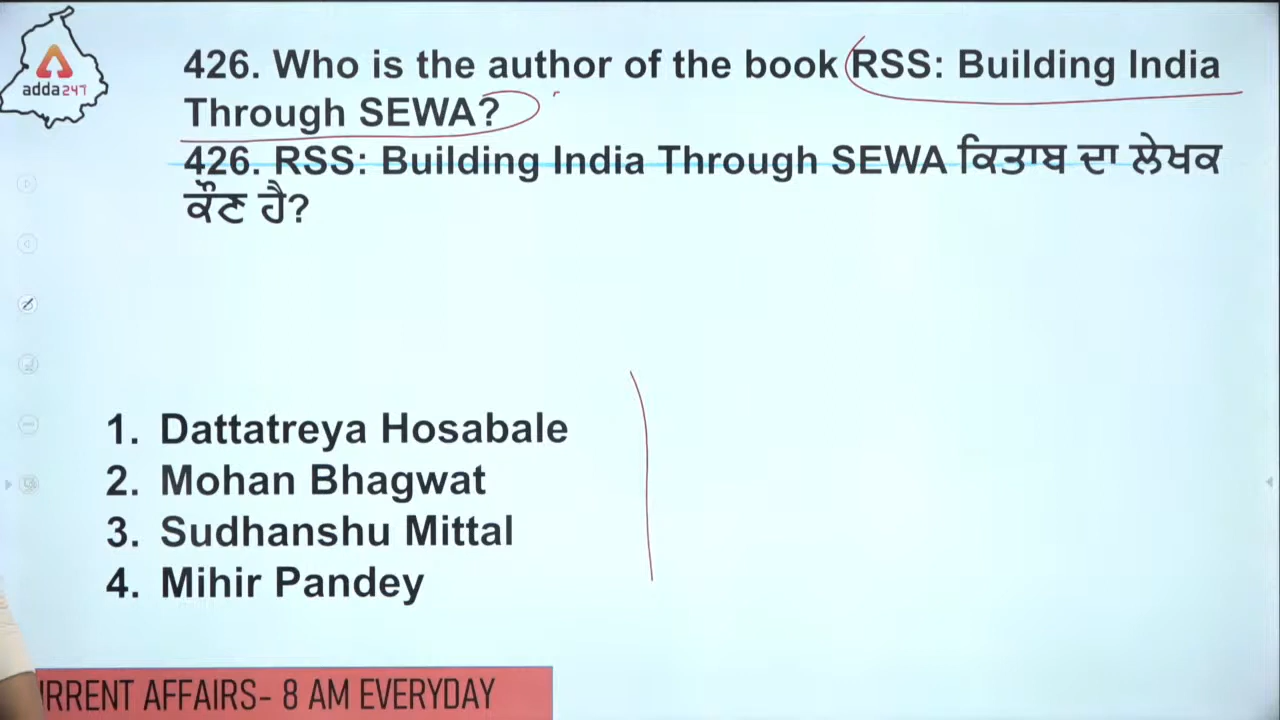 adda247
426. Who is the author of the book RSS: Building India
Through SEWA?
426. RSS: Building India Through SEWA ਕਿਤਾਬ ਦਾ ਲੇਖਕ
ਕੌਣ ਹੈ?
1. Dattatreya Hosabale
2. Mohan Bhagwat
3. Sudhanshu Mittal
4. Mihir Pandey
URRENT AFFAIRS- 8 AM EVERYDAY